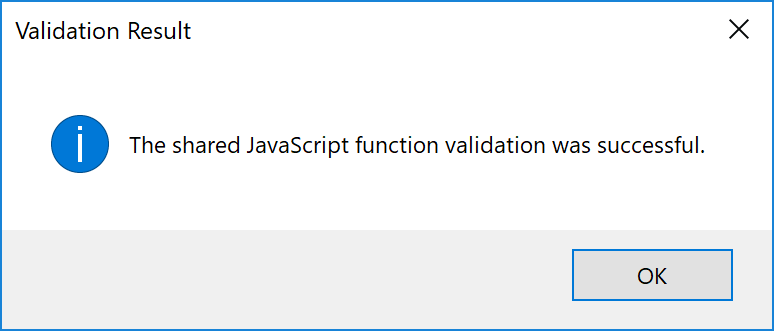 Validation Result
The shared JavaScript function validation was successful.
OK